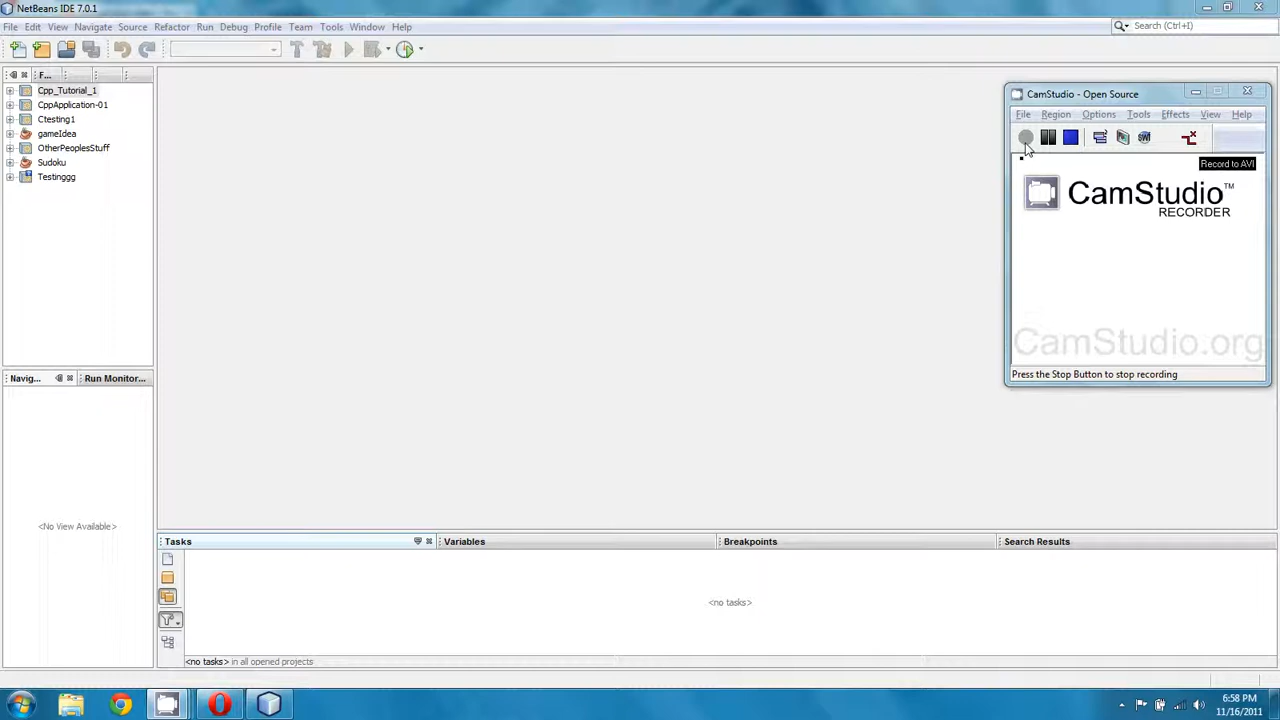 NetBeans IDE 7.0.1
File Edit View Navigate Source Refactor Run Debug Profile Team Tools Window Help
Search (Ctrl+I)
F...
Cpp_Tutorial_1
CppApplication-01
Ctesting1
gameIdea
OtherPeoplesStuff
Sudoku
Testinggg
CamStudio - Open Source
File Region Options Tools Effects View Help
Record to AVI
CamStudio™
RECORDER
CamStudio.org
Press the Stop Button to stop recording
Navig... Run Monitor...
<No View Available>
Tasks Variables Breakpoints Search Results
<no tasks>
<no tasks> in all opened projects
6:58 PM
11/16/2011